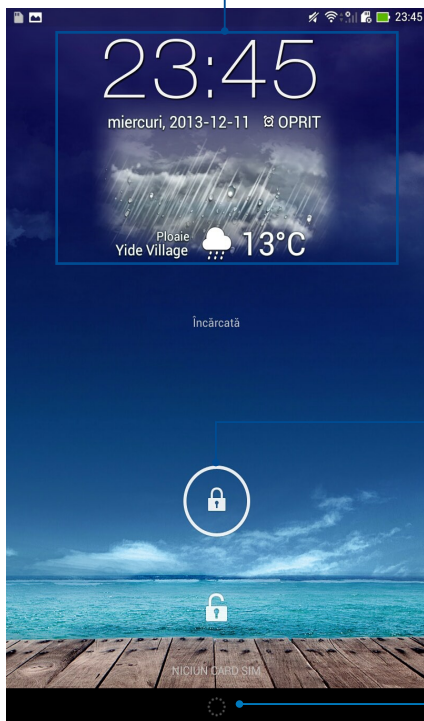 23:45
23:45
miercuri, 2013-12-11 OPRIT
Ploaie
Yide Village 13°C
Încărcată
NICIUN CARD SIM